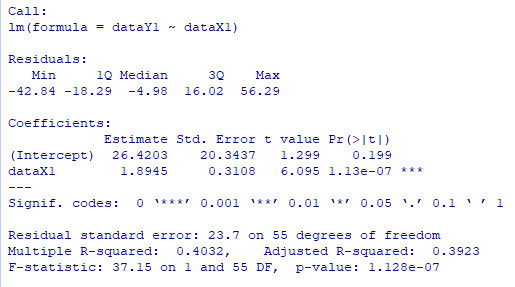 Call:
lm(formula = dataY1 ~ dataX1)
Residuals:
Min 1Q Median 3Q Max
-42.84 -18.29 -4.98 16.02 56.29
Coefficients:
Estimate Std. Error t value Pr(>|t|)
(Intercept) 26.4203 20.3437 1.299 0.199
dataX1 1.8945 0.3108 6.095 1.13e-07 ***
---
Signif. codes: 0 ‘***’ 0.001 ‘**’ 0.01 ‘*’ 0.05 ‘.’ 0.1 ‘ ’ 1
Residual standard error: 23.7 on 55 degrees of freedom
Multiple R-squared: 0.4032, Adjusted R-squared: 0.3923
F-statistic: 37.15 on 1 and 55 DF, p-value: 1.128e-07